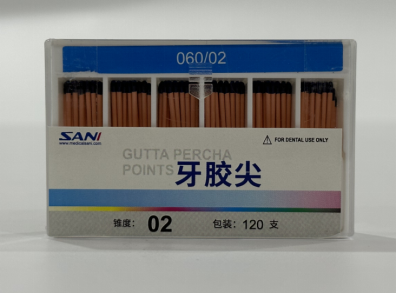 060/02
SANI
www.medicalsani.com
FOR DENTAL USE ONLY
GUTTA PERCHA
POINTS
牙胶尖
锥度: 02 包装: 120 支